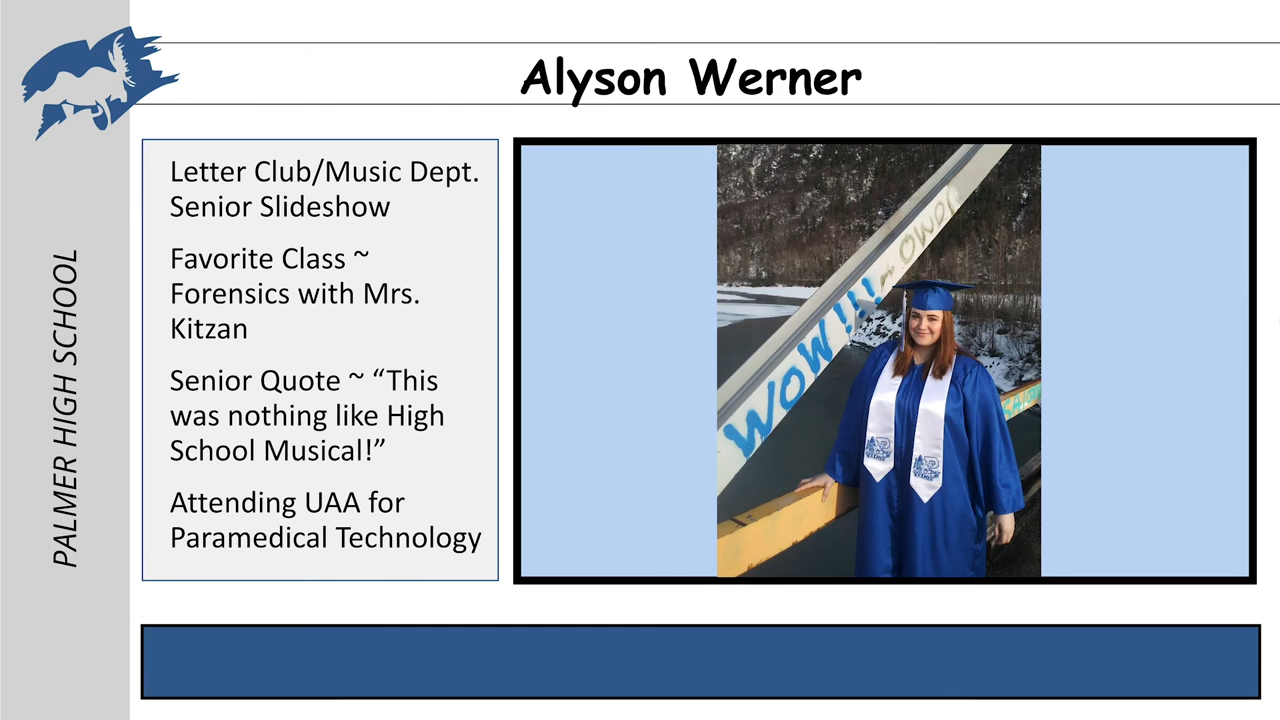 Alyson Werner
PALMER HIGH SCHOOL
Letter Club/Music Dept.
Senior Slideshow
Favorite Class ~
Forensics with Mrs.
Kitzan
Senior Quote ~ “This
was nothing like High
School Musical!”
Attending UAA for
Paramedical Technology
WOW!!!